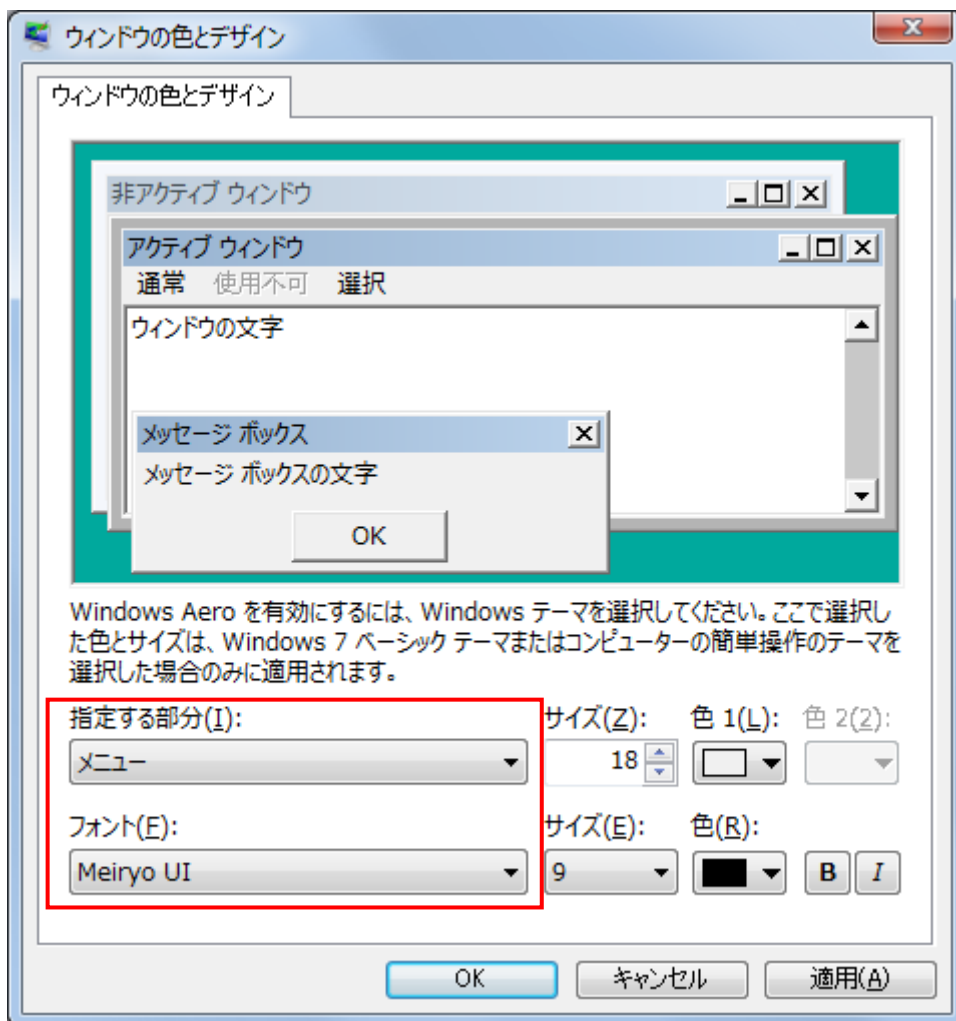 ウィンドウの色とデザイン
ウィンドウの色とデザイン
非アクティブ ウィンドウ
アクティブ ウィンドウ
通常 使用不可 選択
ウィンドウの文字
メッセージ ボックス
メッセージ ボックスの文字
OK
Windows Aero を有効にするには、Windows テーマを選択してください。ここで選択し
た色とサイズは、Windows 7 ベーシック テーマまたはコンピューターの簡単操作のテーマを
選択した場合のみに適用されます。
指定する部分(I): サイズ(Z): 色 1(L): 色 2(2):
メニュー 18
フォント(F): サイズ(E): 色(R):
Meiryo UI 9 B I
OK キャンセル 適用(A)